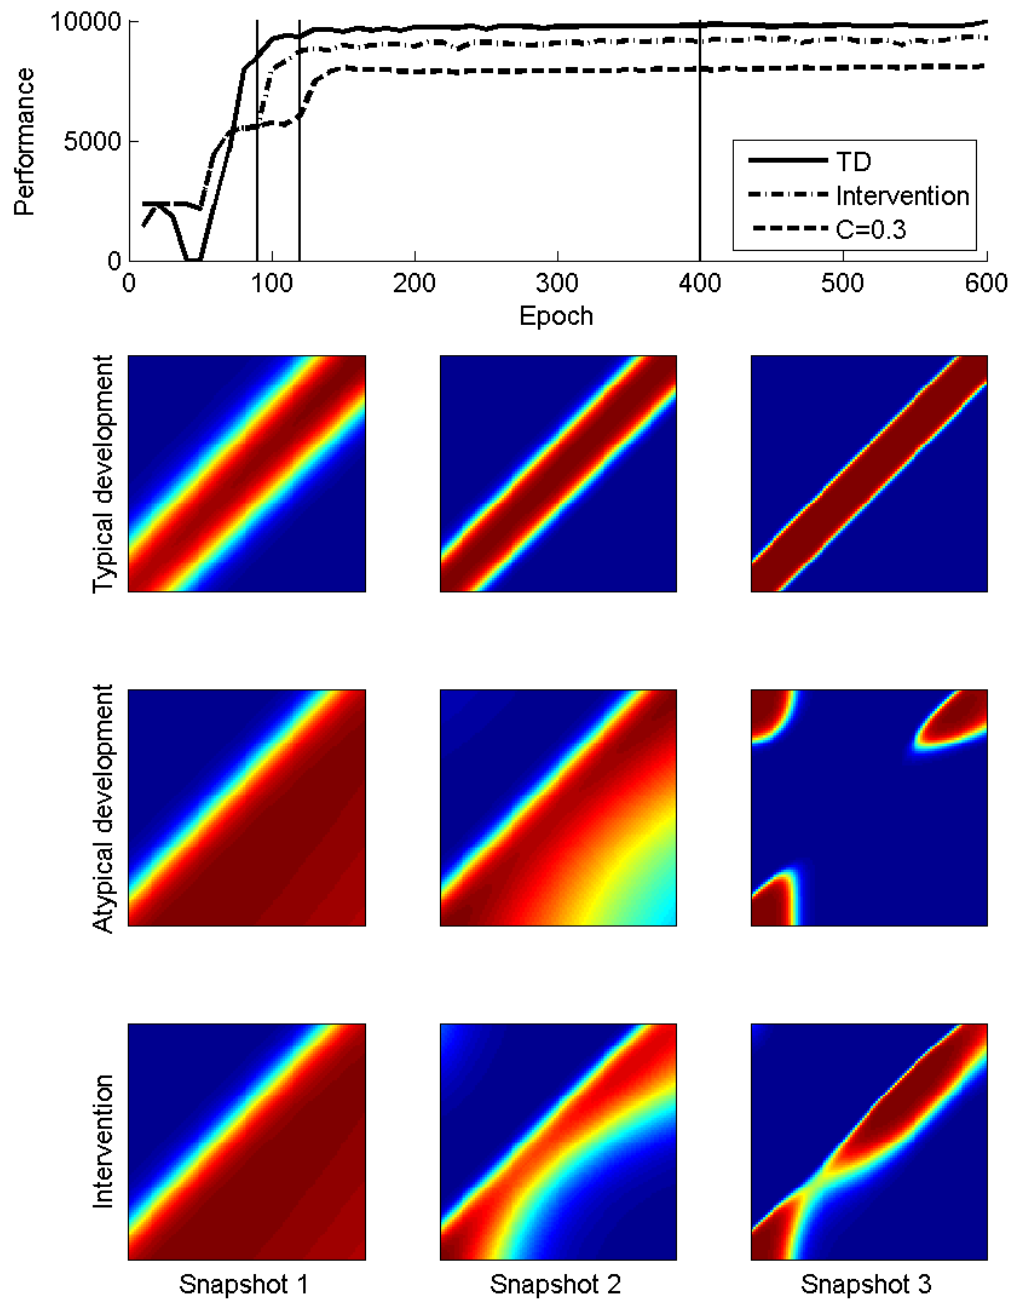 10000
5000
0
Performance
TD
Intervention
C=0.3
0 100 200 300 400 500 600
Epoch
Typical development
Atypical development
Intervention
Snapshot 1 Snapshot 2 Snapshot 3